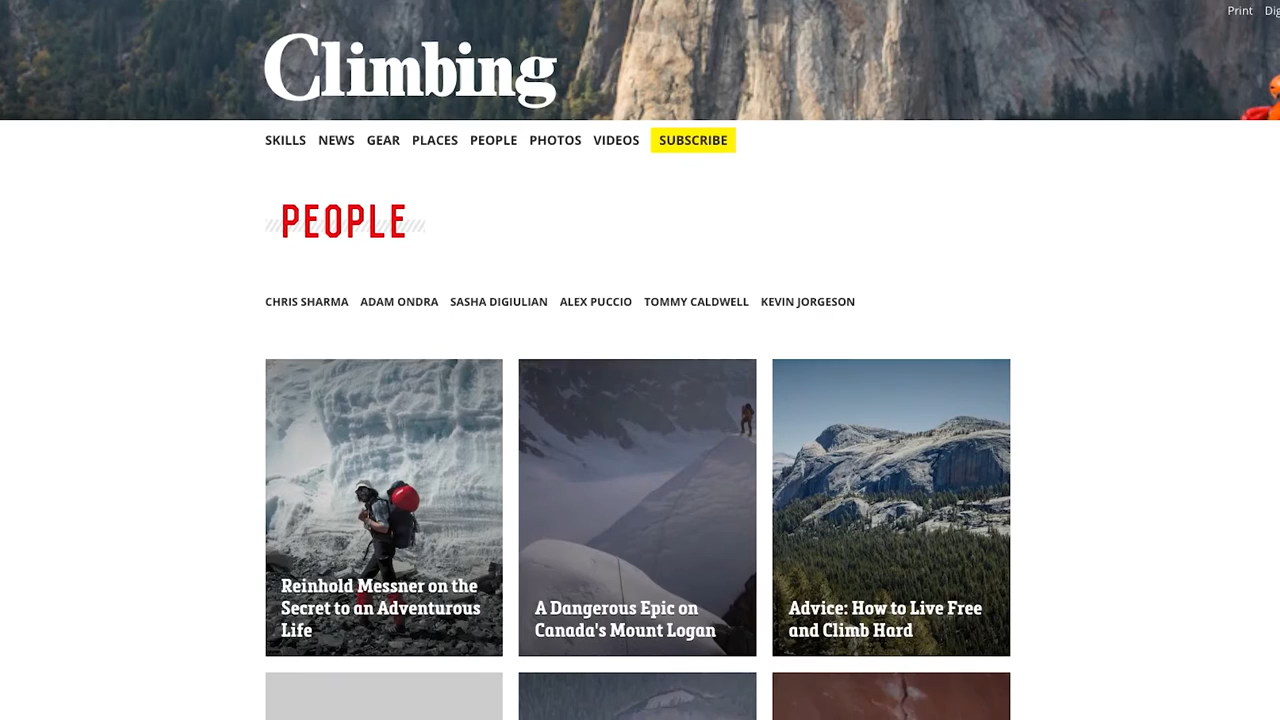 Print Dig
Climbing
SKILLS NEWS GEAR PLACES PEOPLE PHOTOS VIDEOS SUBSCRIBE
PEOPLE
CHRIS SHARMA ADAM ONDRA SASHA DIGIULIAN ALEX PUCCIO TOMMY CALDWELL KEVIN JORGESON
Reinhold Messner on the
Secret to an Adventurous
Life
A Dangerous Epic on
Canada's Mount Logan
Advice: How to Live Free
and Climb Hard